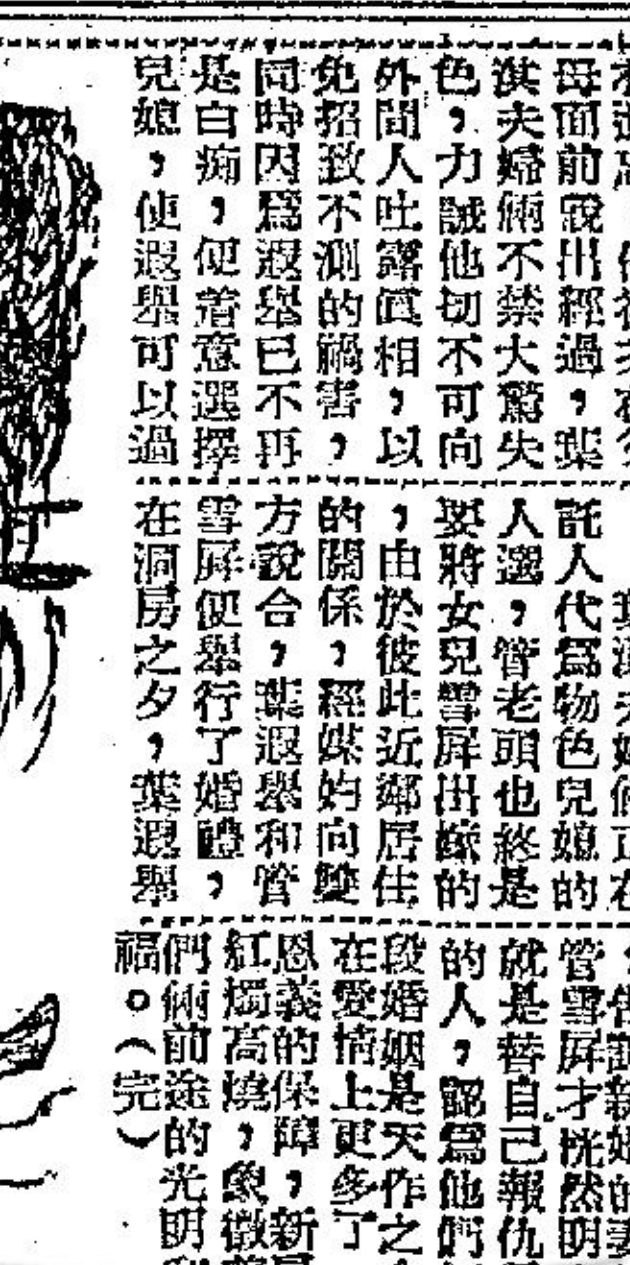 母面前說出經過，葉
淇夫婦倆不禁大驚失
色，力誡他切不可向
外間人吐露眞相，以
免招致不測的禍害，
同時因爲遐舉已不再
是白痴，便着意選擇
兒媳，使遐舉可以過
託人代爲物色兒媳的
人選，管老頭也終是
要將女兒雪屏出嫁的
，由於彼此近鄰居住
的關係，經媒妁向雙
方說合，葉遐舉和管
雪屏便舉行了婚禮，
在洞房之夕，葉遐舉
管雪屏才恍然明
就是替自己報仇
的人，認爲他們
段婚姻是天作之
在愛情上更多了
恩義的保障，新
紅燭高燒，象徵
們倆前途的光明
福。（完）